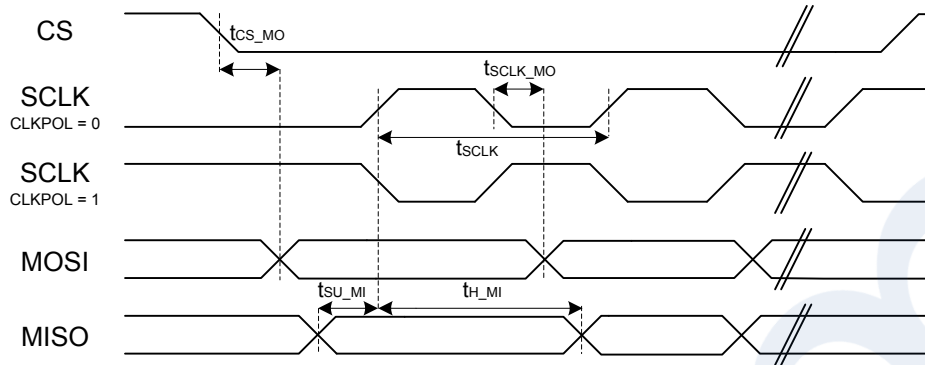 CS
tCS_MO
SCLK
CLKPOL = 0
tSCLK_MO
tSCLK
SCLK
CLKPOL = 1
MOSI
tSU_MI
tH_MI
MISO